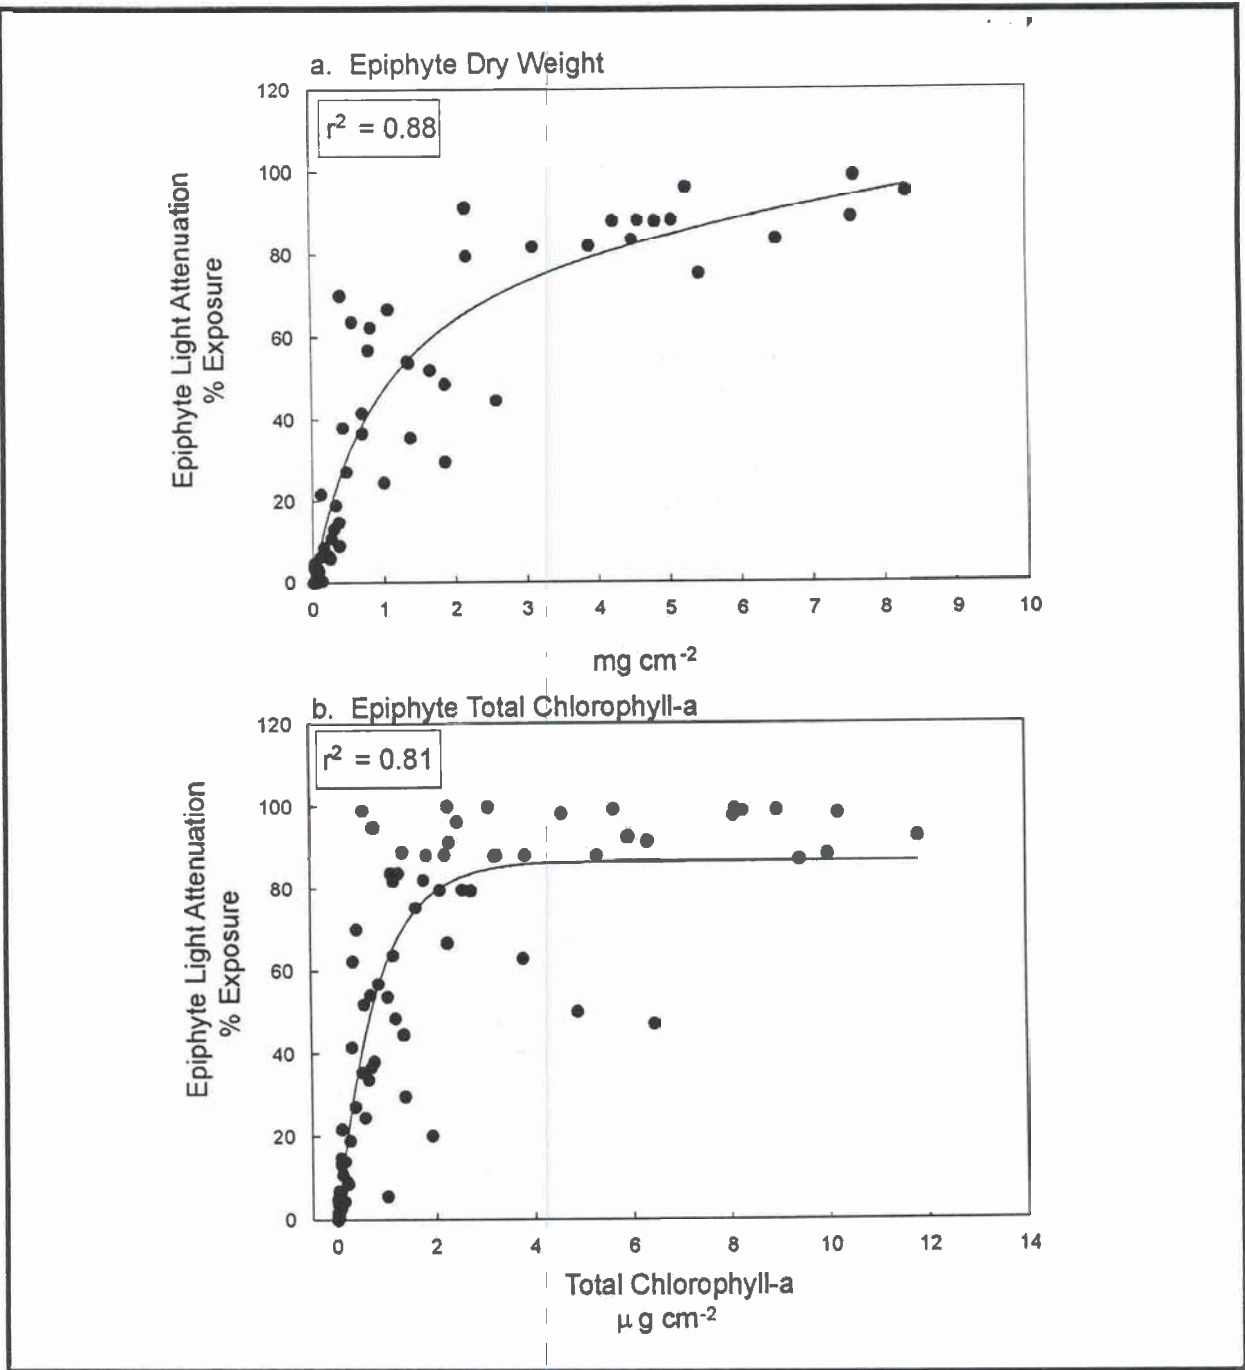 a. Epiphyte Dry Weight
120
r² = 0.88
100
80
60
40
20
0
Epiphyte Light Attenuation
% Exposure
0 1 2 3 4 5 6 7 8 9 10
mg cm⁻²
b. Epiphyte Total Chlorophyll-a
120
r² = 0.81
100
80
60
40
20
0
Epiphyte Light Attenuation
% Exposure
0 2 4 6 8 10 12 14
Total Chlorophyll-a
μ g cm⁻²